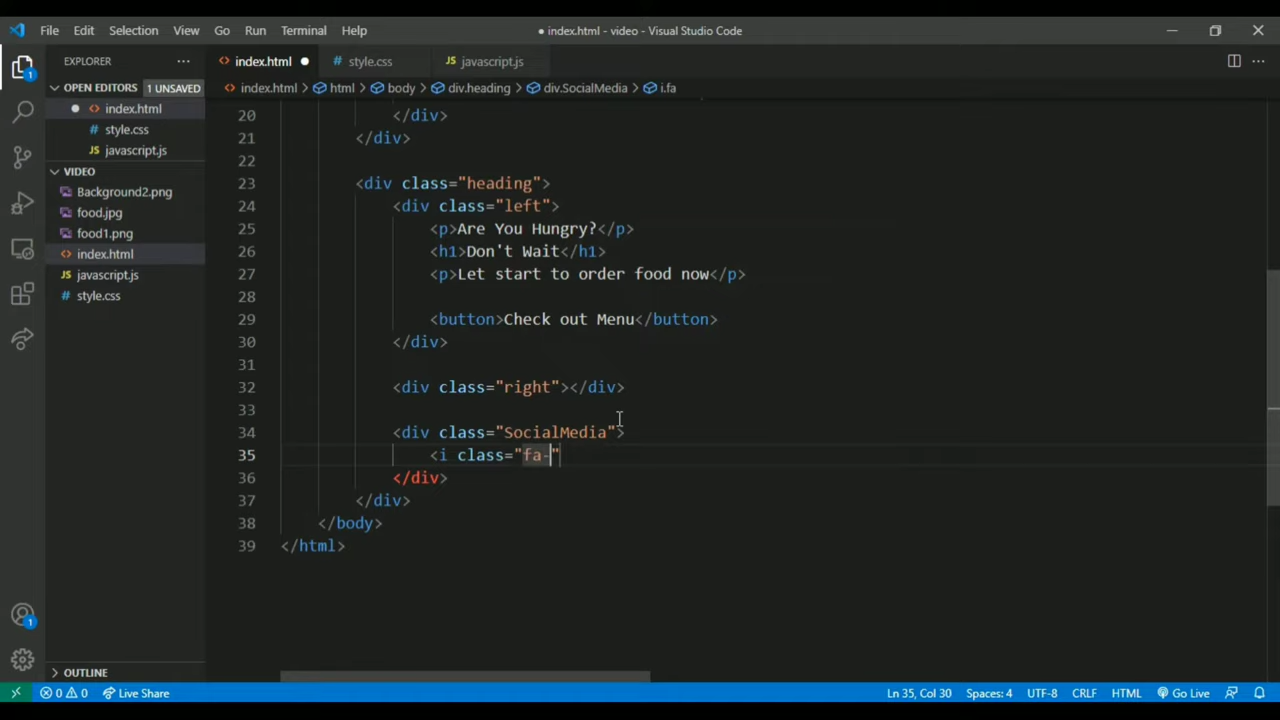 File Edit Selection View Go Run Terminal Help
● index.html - video - Visual Studio Code
EXPLORER
index.html
style.css
javascript.js
OPEN EDITORS 1 UNSAVED
index.html > html > body > div.heading > div.SocialMedia > i.fa
index.html
style.css
javascript.js
VIDEO
Background2.png
food.jpg
food1.png
index.html
javascript.js
style.css
20 </div>
21 </div>
22
23 <div class="heading">
24 <div class="left">
25 <p>Are You Hungry?</p>
26 <h1>Don't Wait</h1>
27 <p>Let start to order food now</p>
28
29 <button>Check out Menu</button>
30 </div>
31
32 <div class="right"></div>
33
34 <div class="SocialMedia">
35 <i class="fa-"
36 </div>
37 </div>
38 </body>
39 </html>
1
1
OUTLINE
0 0 Live Share
Ln 35, Col 30 Spaces: 4 UTF-8 CRLF HTML Go Live